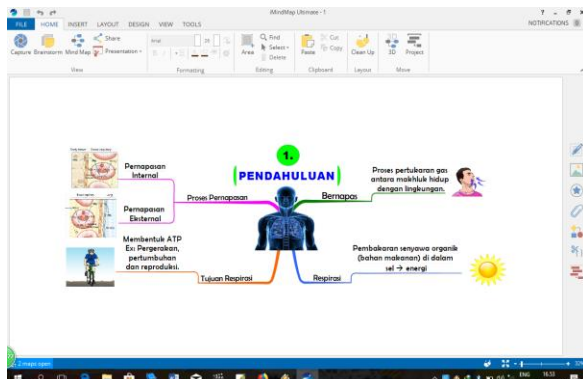 iMindMap Ultimate - 1
FILE HOME INSERT LAYOUT DESIGN VIEW TOOLS
NOTIFICATIONS
Capture Brainstorm Mind Map
Share
Presentation
View
Formatting
Area
Find
Select
Delete
Editing
Paste
Cut
Copy
Clipboard
Clean Up
Layout
3D
Project
Move
1.
(PENDAHULUAN)
Pernapasan
Internal
Pernapasan
Eksternal
Proses Pernapasan
Membentuk ATP
Ex: Pergerakan,
pertumbuhan
dan reproduksi.
Tujuan Respirasi
Bernapas
Proses pertukaran gas
antara makhluk hidup
dengan lingkungan.
Respirasi
Pembakaran senyawa organik
(bahan makanan) di dalam
sel → energi
2 maps open
ENG 16.53